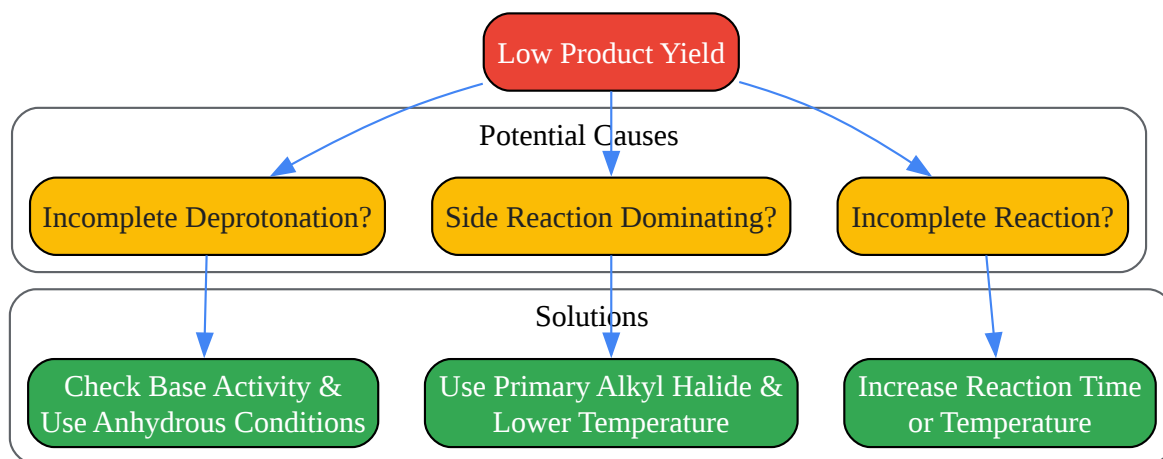 Low Product Yield
Potential Causes
Incomplete Deprotonation?
Side Reaction Dominating?
Incomplete Reaction?
Solutions
Check Base Activity &
Use Anhydrous Conditions
Use Primary Alkyl Halide &
Lower Temperature
Increase Reaction Time
or Temperature